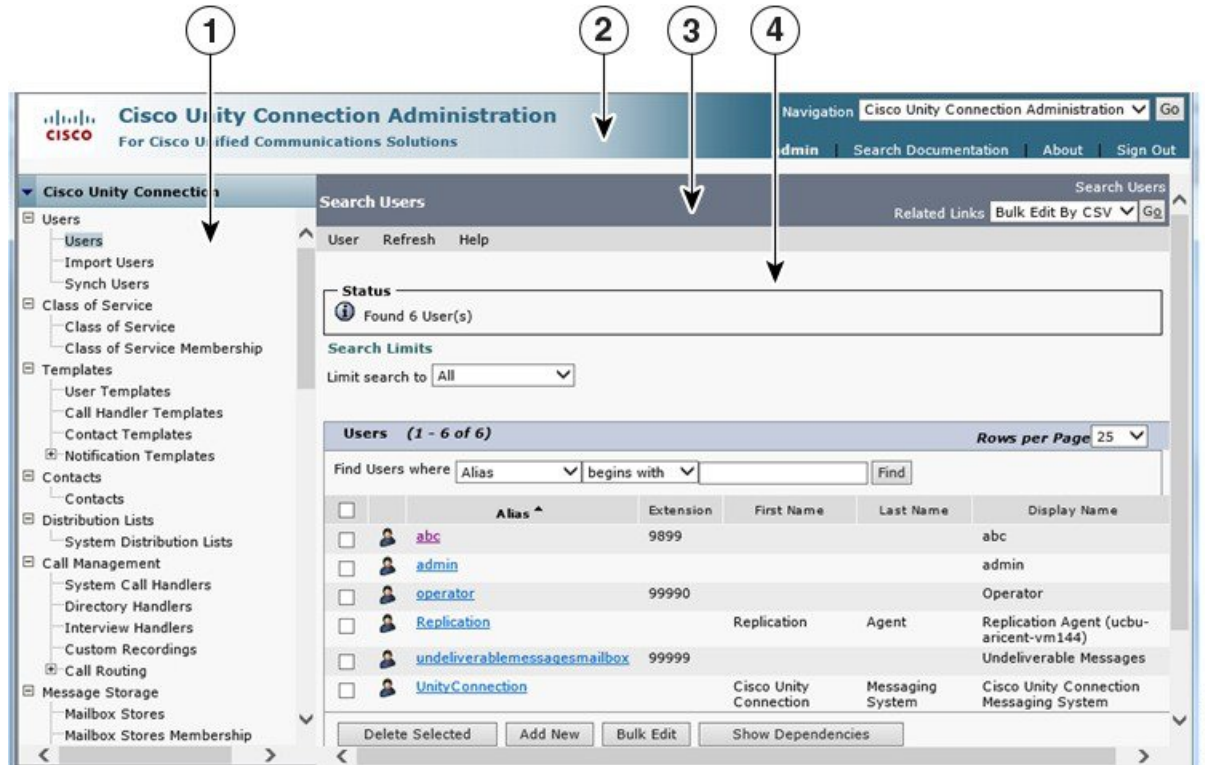 1 2 3 4
CISCO
Cisco Unity Connection Administration
For Cisco Unified Communications Solutions
Navigation Cisco Unity Connection Administration Go
admin | Search Documentation | About | Sign Out
Cisco Unity Connection
Users
Users
Import Users
Synch Users
Class of Service
Class of Service
Class of Service Membership
Templates
User Templates
Call Handler Templates
Contact Templates
Notification Templates
Contacts
Contacts
Distribution Lists
System Distribution Lists
Call Management
System Call Handlers
Directory Handlers
Interview Handlers
Custom Recordings
Call Routing
Message Storage
Mailbox Stores
Mailbox Stores Membership
Search Users
Search Users
Related Links Bulk Edit By CSV Go
User Refresh Help
Status
Found 6 User(s)
Search Limits
Limit search to All
Users (1 - 6 of 6)
Rows per Page 25
Find Users where Alias begins with Find
Alias Extension First Name Last Name Display Name
abc 9899 abc
admin admin
operator 99990 Operator
Replication Replication Agent Replication Agent (ucbu-
aricent-vm144)
undeliverablemessagesmailbox 99999 Undeliverable Messages
UnityConnection Cisco Unity Messaging Cisco Unity Connection
Connection System Messaging System
Delete Selected Add New Bulk Edit Show Dependencies